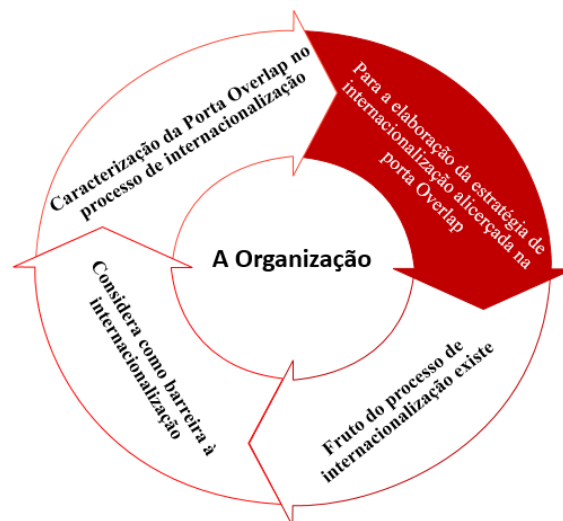 Caracterização da Porta Overlap no
processo de internacionalização
Para a elaboração da estratégia de
internacionalização alicerçada na
porta Overlap
A Organização
Considera como barreira à
internacionalização
Fruto do processo de
internacionalização existe